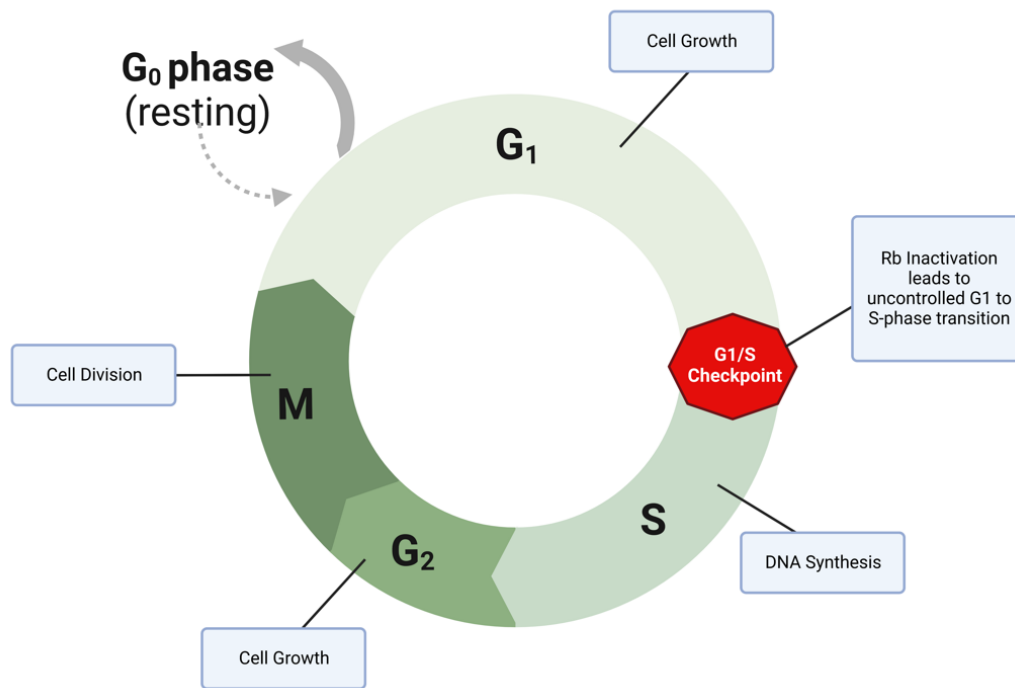 Cell Growth
G₀ phase
(resting)
G₁
Rb Inactivation
leads to
uncontrolled G1 to
S-phase transition
G1/S
Checkpoint
Cell Division
M
S
G₂
DNA Synthesis
Cell Growth